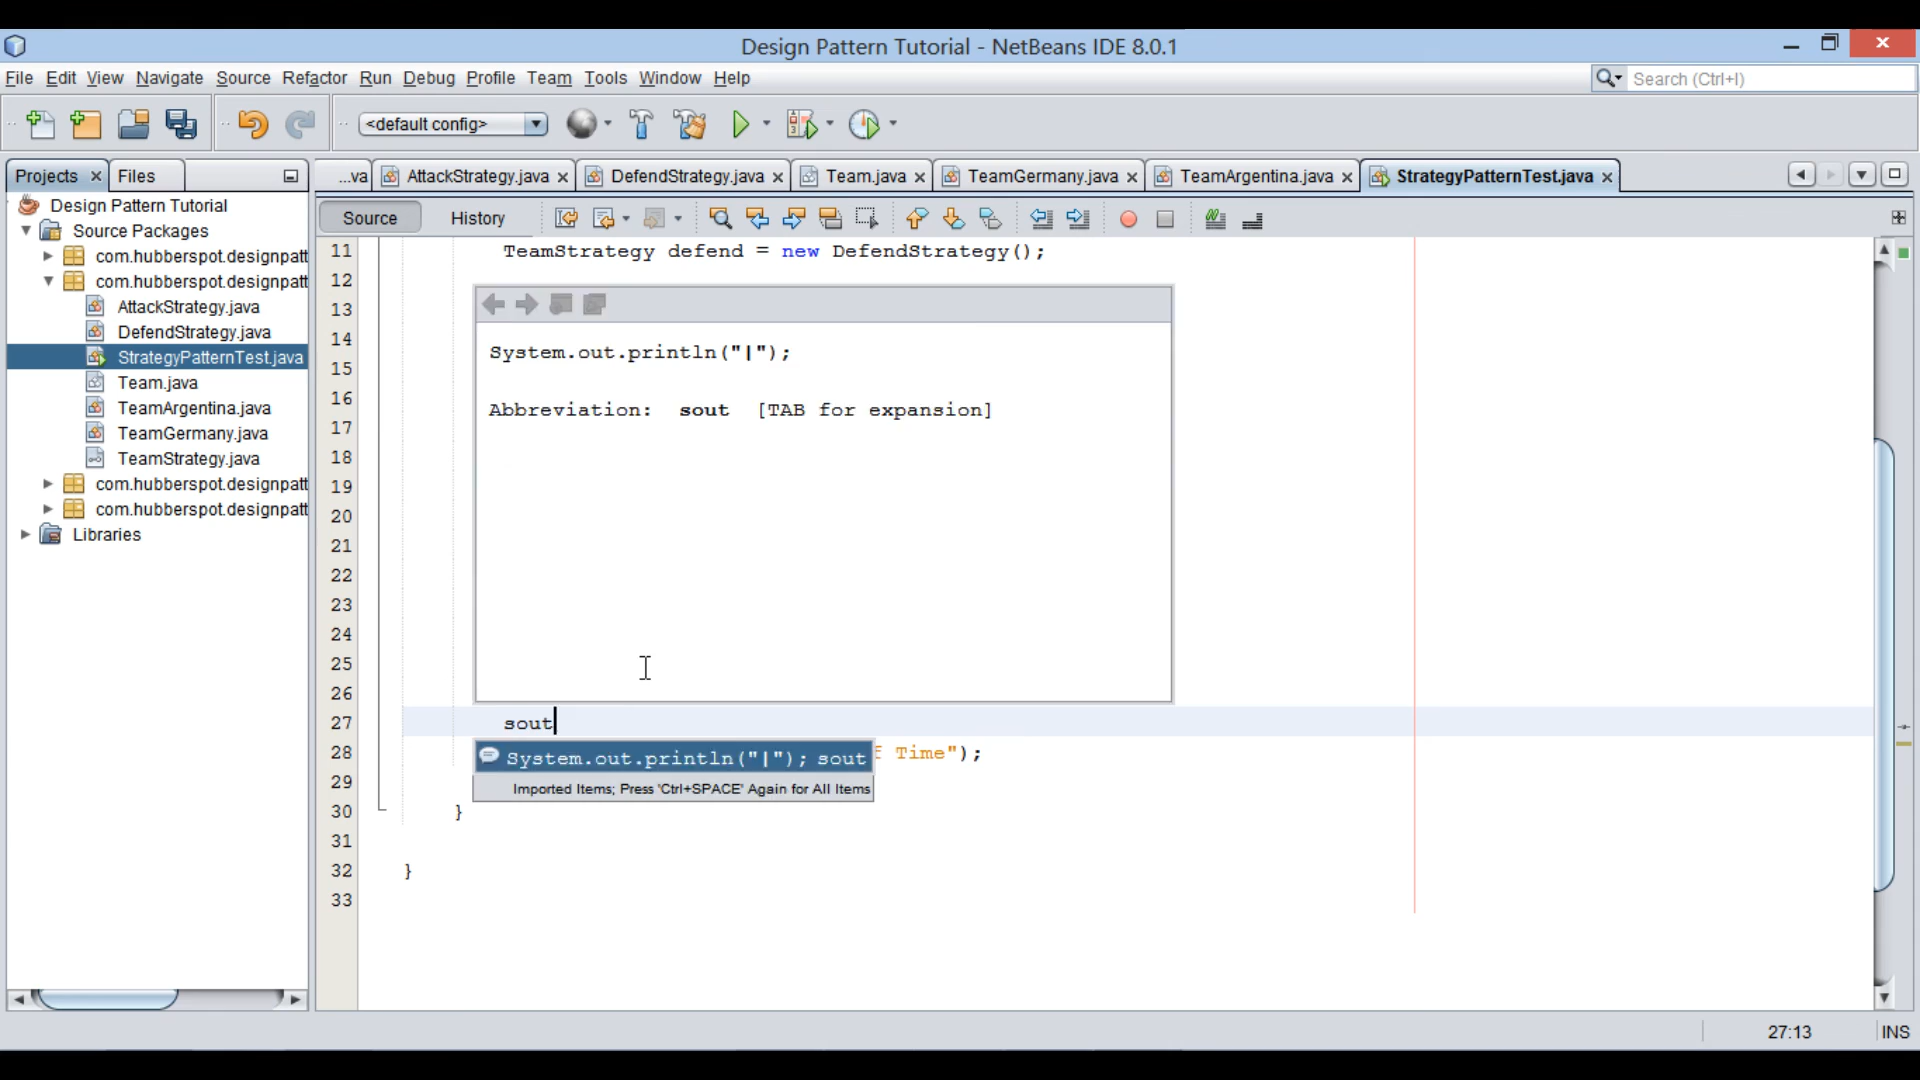 Design Pattern Tutorial - NetBeans IDE 8.0.1
File Edit View Navigate Source Refactor Run Debug Profile Team Tools Window Help
Search (Ctrl+I)
<default config>
Projects Files
...va AttackStrategy.java DefendStrategy.java Team.java TeamGermany.java TeamArgentina.java StrategyPatternTest.java
Source History
Design Pattern Tutorial
Source Packages
com.hubberspot.designpatt
com.hubberspot.designpatt
AttackStrategy.java
DefendStrategy.java
StrategyPatternTest.java
Team.java
TeamArgentina.java
TeamGermany.java
TeamStrategy.java
com.hubberspot.designpatt
com.hubberspot.designpatt
Libraries
11 TeamStrategy defend = new DefendStrategy();
12
13
14 System.out.println("|");
15
16 Abbreviation: sout [TAB for expansion]
17
18
19
20
21
22
23
24
25
26
27 sout
28 System.out.println("|"); sout f Time");
29 Imported Items; Press 'Ctrl+SPACE' Again for All Items
30 }
31
32 }
33
27:13 INS